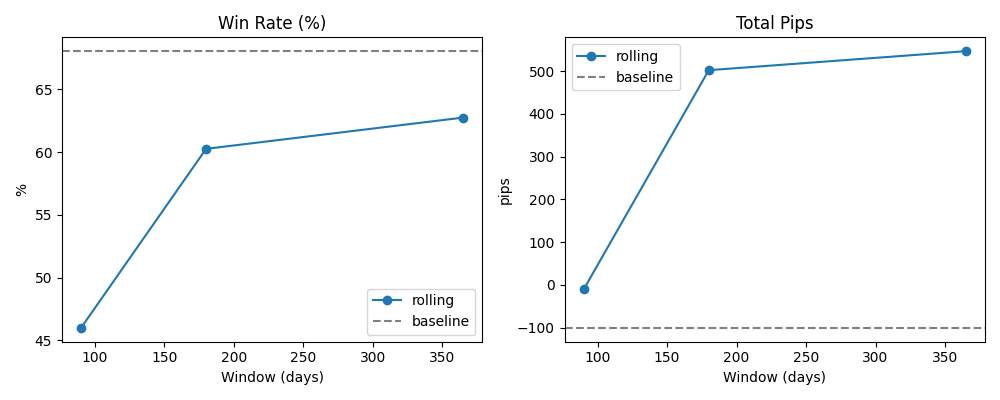 Win Rate (%)
65
60
55
50
45
%
100 150 200 250 300 350
Window (days)
rolling
baseline
Total Pips
rolling
baseline
500
400
300
200
100
0
−100
pips
100 150 200 250 300 350
Window (days)